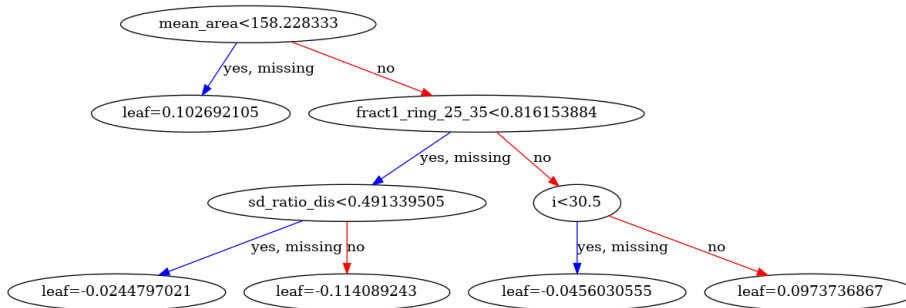 mean_area<158.228333
yes, missing
no
leaf=0.102692105
fract1_ring_25_35<0.816153884
yes, missing
no
sd_ratio_dis<0.491339505
i<30.5
yes, missing
no
yes, missing
no
leaf=-0.0244797021
leaf=-0.114089243
leaf=-0.0456030555
leaf=0.0973736867